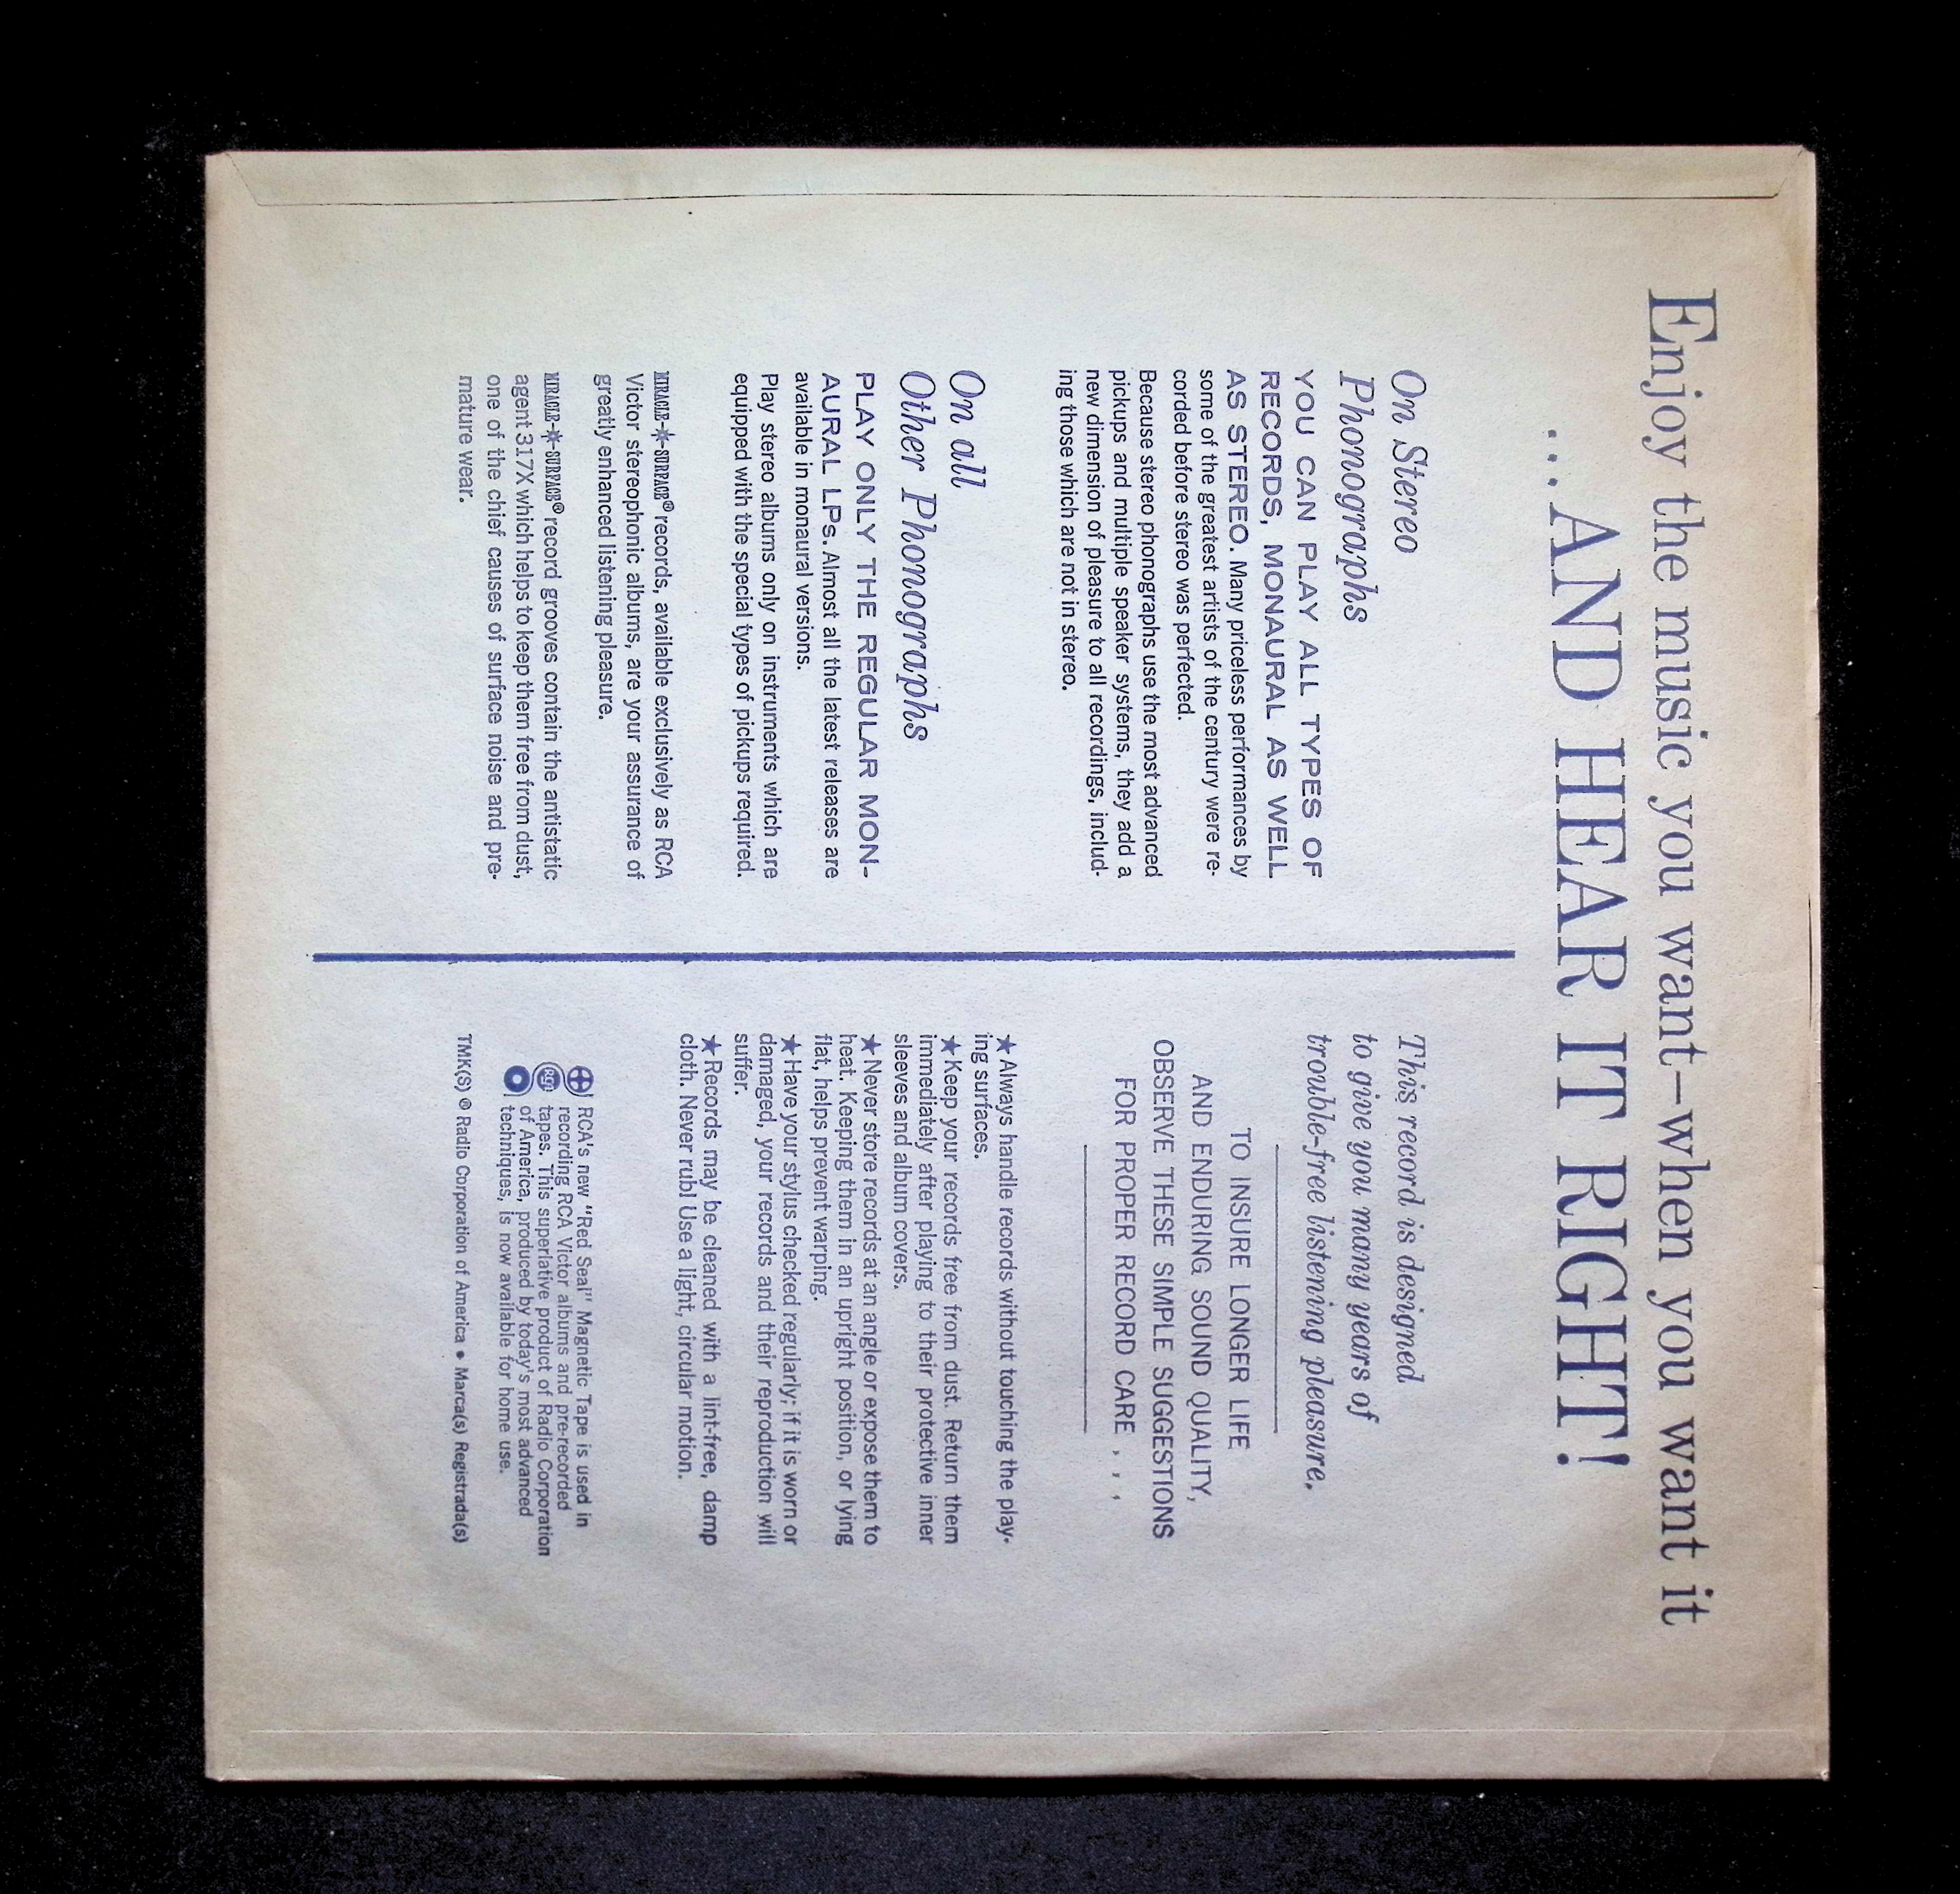 Enjoy the music you want—when you want it
...AND HEAR IT RIGHT!
On Stereo
Phonographs
YOU CAN PLAY ALL TYPES OF
RECORDS, MONAURAL AS WELL
AS STEREO. Many priceless performances by
some of the greatest artists of the century were re-
corded before stereo was perfected.
Because stereo phonographs use the most advanced
pickups and multiple speaker systems, they add a
new dimension of pleasure to all recordings, includ-
ing those which are not in stereo.
On all
Other Phonographs
PLAY ONLY THE REGULAR MON-
AURAL LPs. Almost all the latest releases are
available in monaural versions.
Play stereo albums only on instruments which are
equipped with the special types of pickups required.
MIRACLE-✳-SURFACE® records, available exclusively as RCA
Victor stereophonic albums, are your assurance of
greatly enhanced listening pleasure.
MIRACLE-✳-SURFACE® record grooves contain the antistatic
agent 317X which helps to keep them free from dust,
one of the chief causes of surface noise and pre-
mature wear.
This record is designed
to give you many years of
trouble-free listening pleasure.
TO INSURE LONGER LIFE
AND ENDURING SOUND QUALITY,
OBSERVE THESE SIMPLE SUGGESTIONS
FOR PROPER RECORD CARE . . .
★ Always handle records without touching the play-
ing surfaces.
★ Keep your records free from dust. Return them
immediately after playing to their protective inner
sleeves and album covers.
★ Never store records at an angle or expose them to
heat. Keeping them in an upright position, or lying
flat, helps prevent warping.
★ Have your stylus checked regularly; if it is worn or
damaged, your records and their reproduction will
suffer.
★ Records may be cleaned with a lint-free, damp
cloth. Never rub! Use a light, circular motion.
RCA's new "Red Seal" Magnetic Tape is used in
recording RCA Victor albums and pre-recorded
RCA tapes. This superlative product of Radio Corporation
of America, produced by today's most advanced
techniques, is now available for home use.
TMK(S) ® Radio Corporation of America • Marca(s) Registrada(s)